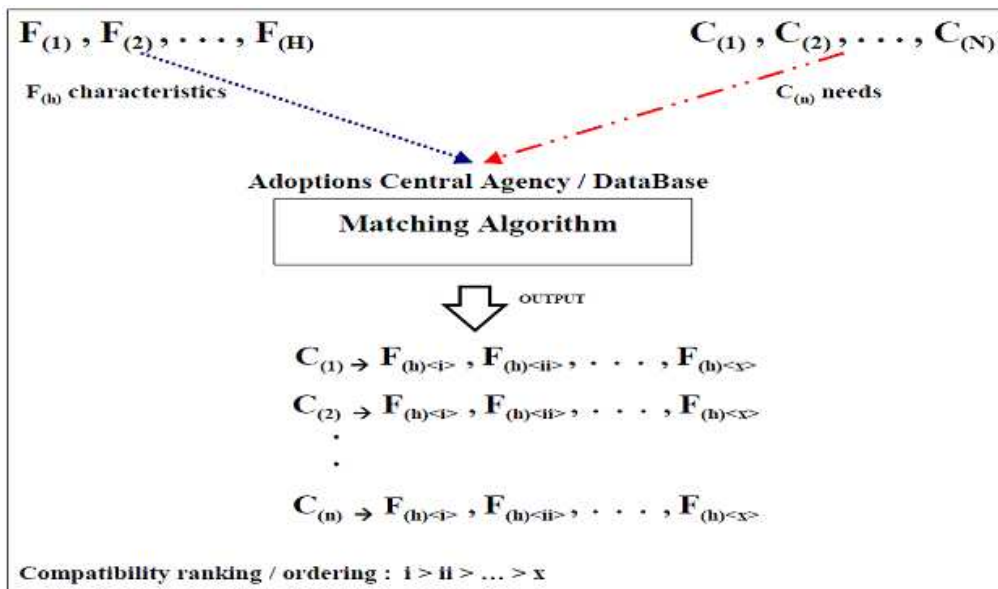 F(1) , F(2) , . . . , F(H)
C(1) , C(2) , . . . , C(N)
F(h) characteristics
C(n) needs
Adoptions Central Agency / DataBase
Matching Algorithm
OUTPUT
C(1) → F(h)<i> , F(h)<ii> , . . . , F(h)<x>
C(2) → F(h)<i> , F(h)<ii> , . . . , F(h)<x>
.
.
C(n) → F(h)<i> , F(h)<ii> , . . . , F(h)<x>
Compatibility ranking / ordering : i > ii > ... > x